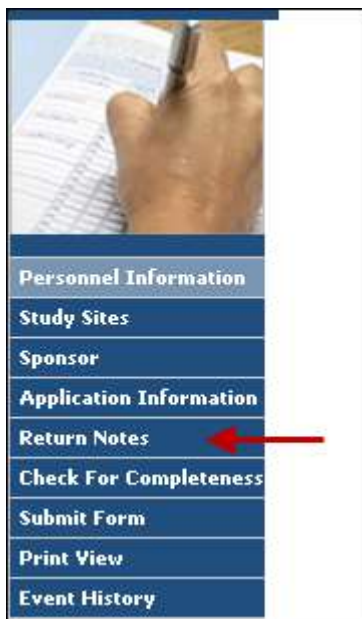 Personnel Information
Study Sites
Sponsor
Application Information
Return Notes
Check For Completeness
Submit Form
Print View
Event History